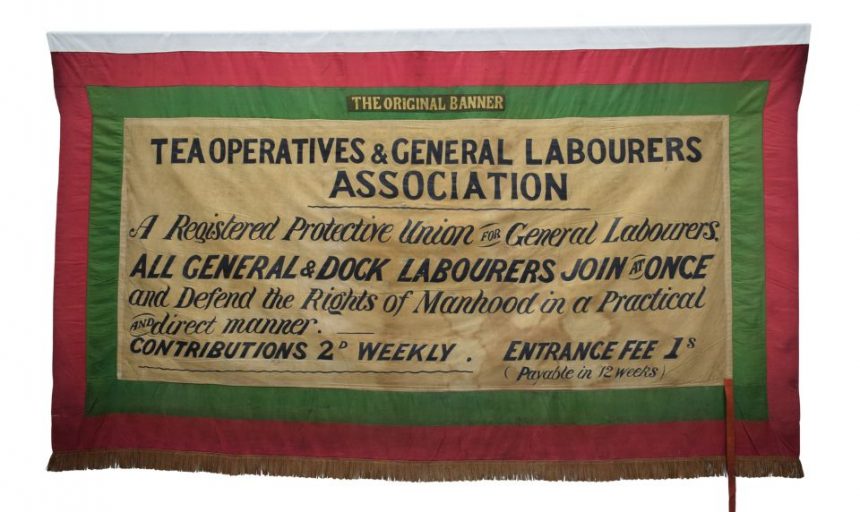 THE ORIGINAL BANNER
TEA OPERATIVES & GENERAL LABOURERS
ASSOCIATION
A Registered Protective Union FOR General Labourers.
ALL GENERAL & DOCK LABOURERS JOIN AT ONCE
and Defend the Rights of Manhood in a Practical
AND direct manner.
CONTRIBUTIONS 2D WEEKLY. ENTRANCE FEE 1s
(Payable in 12 weeks)